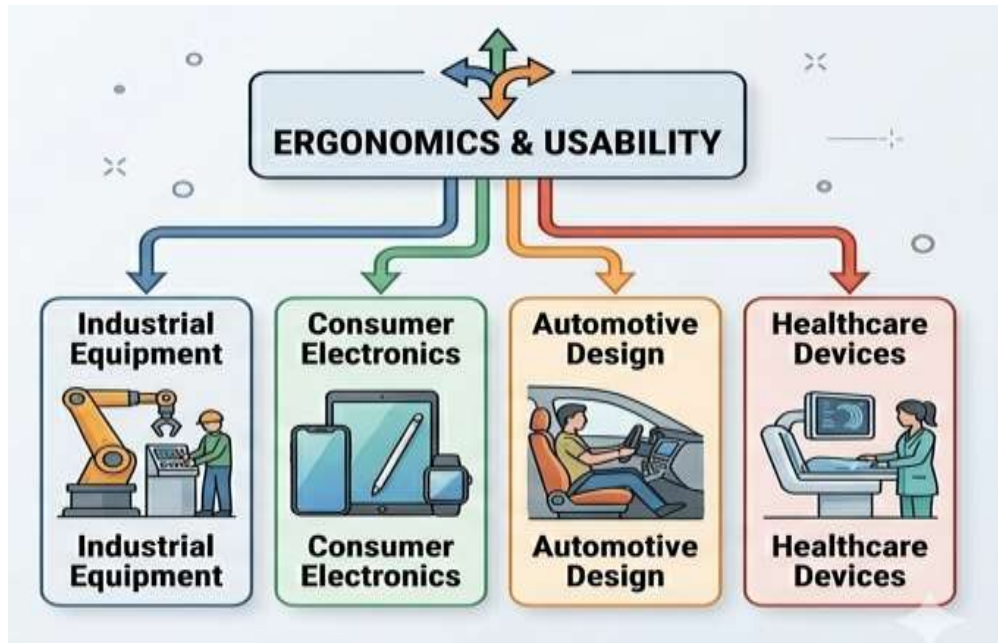 ERGONOMICS & USABILITY
Industrial
Equipment
Industrial
Equipment
Consumer
Electronics
Consumer
Electronics
Automotive
Design
Automotive
Design
Healthcare
Devices
Healthcare
Devices